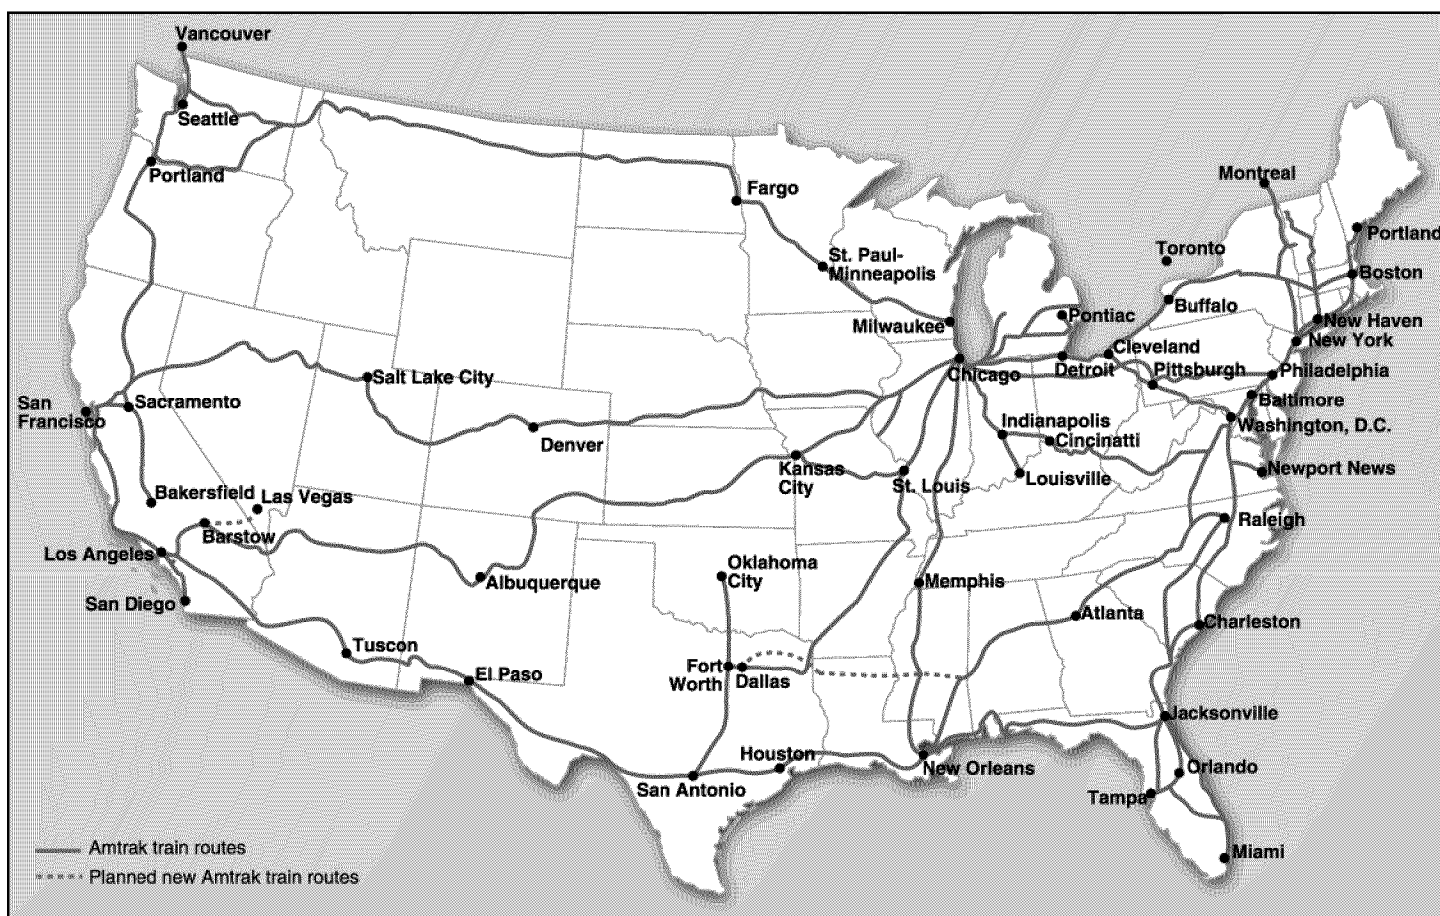 Vancouver
Seattle
Portland
Fargo
St. Paul-
Minneapolis
Milwaukee
Chicago
Pontiac
Detroit
Cleveland
Toronto
Buffalo
Montreal
Portland
Boston
New Haven
New York
Pittsburgh
Philadelphia
Baltimore
Washington, D.C.
Newport News
Raleigh
Salt Lake City
Sacramento
San
Francisco
Denver
Kansas
City
St. Louis
Indianapolis
Cincinatti
Louisville
Bakersfield
Las Vegas
Barstow
Los Angeles
San Diego
Albuquerque
Oklahoma
City
Memphis
Atlanta
Charleston
Tuscon
El Paso
Fort
Worth
Dallas
Jacksonville
Houston
San Antonio
New Orleans
Orlando
Tampa
Miami
Amtrak train routes
Planned new Amtrak train routes